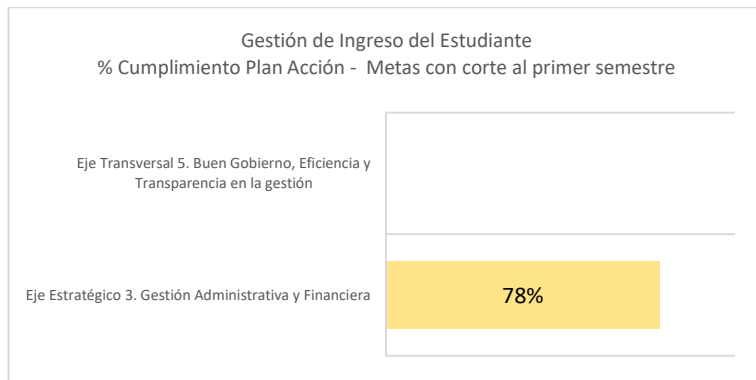 Gestión de Ingreso del Estudiante
% Cumplimiento Plan Acción - Metas con corte al primer semestre
Eje Transversal 5. Buen Gobierno, Eficiencia y
Transparencia en la gestión
Eje Estratégico 3. Gestión Administrativa y Financiera
78%